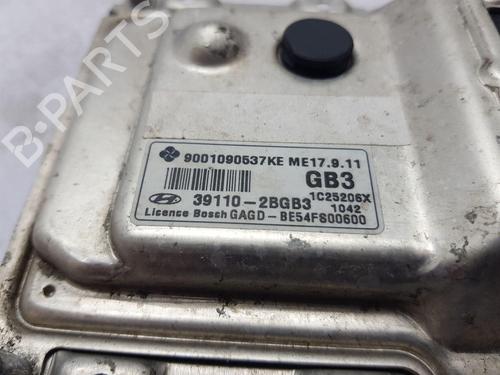 9001090537KE ME17.9.11
GB3
39110-2BGB3
1C25206X
1042
Licence Bosch GAGD-BE54FS00600
B-PARTS